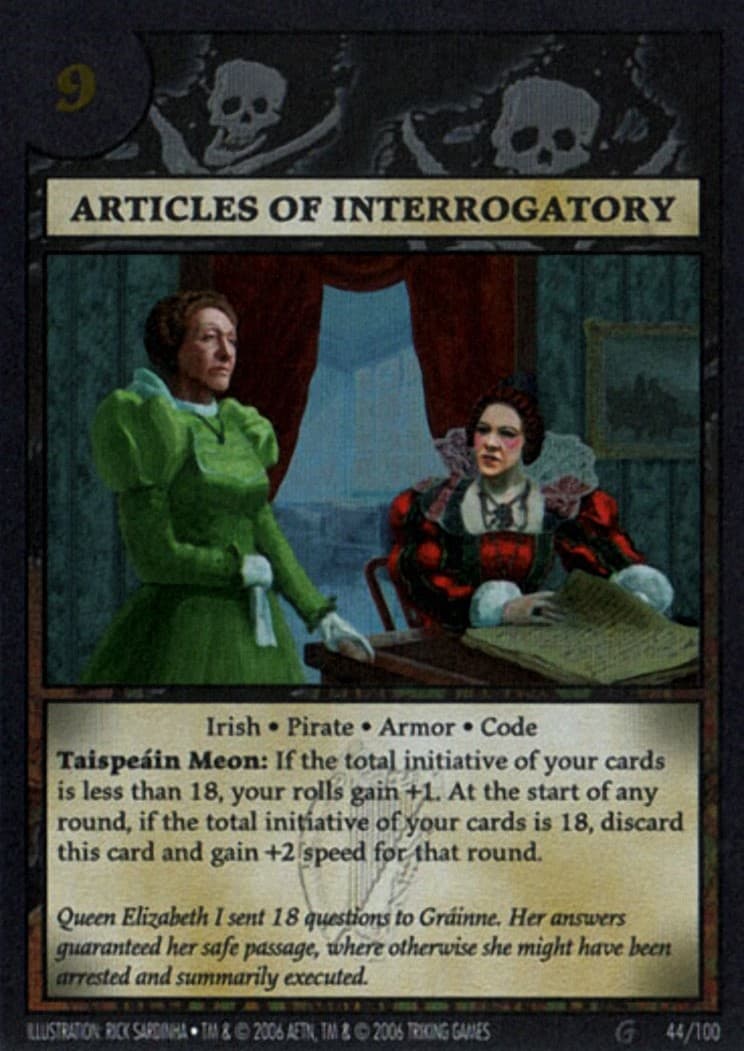 9
ARTICLES OF INTERROGATORY
Irish • Pirate • Armor • Code
Taispeáin Meon: If the total initiative of your cards
is less than 18, your rolls gain +1. At the start of any
round, if the total initiative of your cards is 18, discard
this card and gain +2 speed for that round.
Queen Elizabeth I sent 18 questions to Gráinne. Her answers
guaranteed her safe passage, where otherwise she might have been
arrested and summarily executed.
ILLUSTRATION: RICK SARDINHA • TM & © 2006 AETN, TM & © 2006 TRIKING GAMES G 44/100